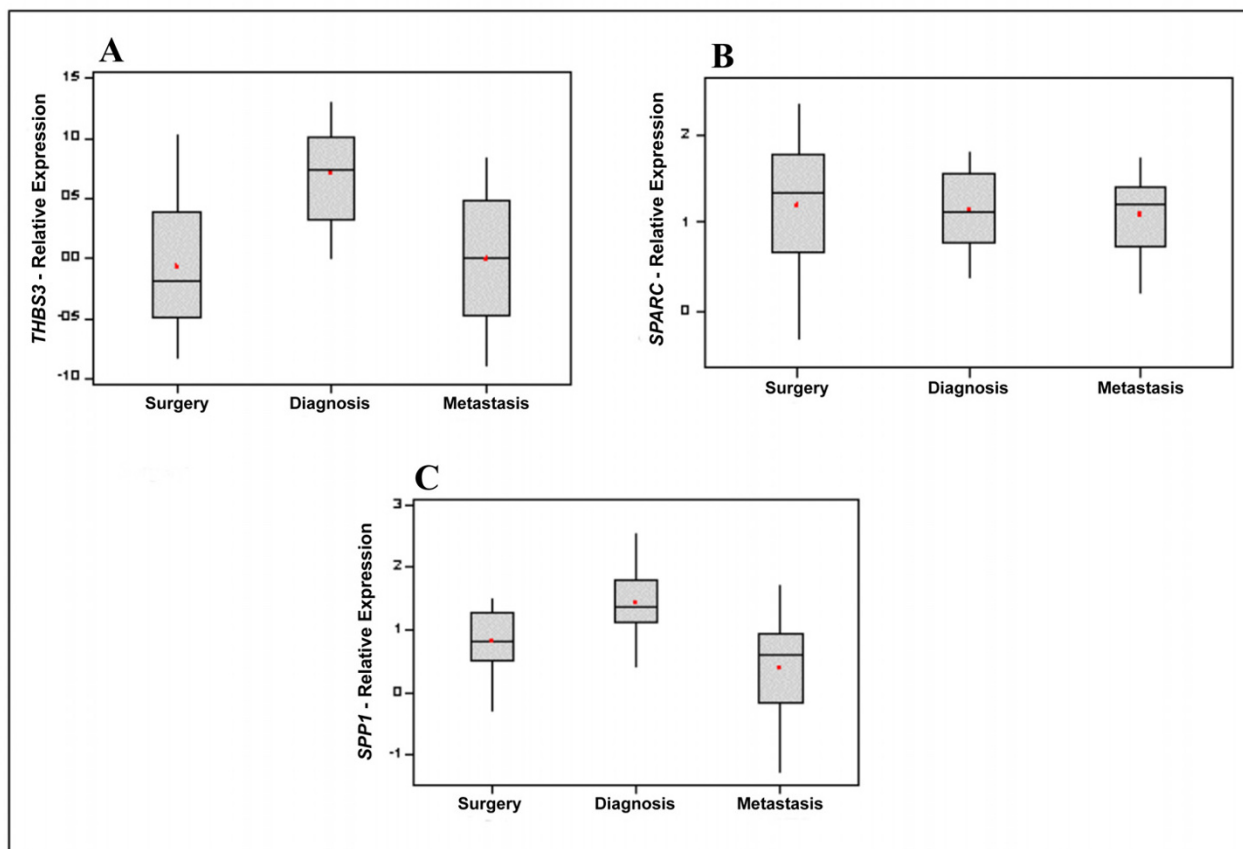 A
THBS3 - Relative Expression
15
10
05
00
-05
-10
Surgery Diagnosis Metastasis
B
SPARC - Relative Expression
2
1
0
Surgery Diagnosis Metastasis
C
SPP1 - Relative Expression
3
2
1
0
-1
Surgery Diagnosis Metastasis